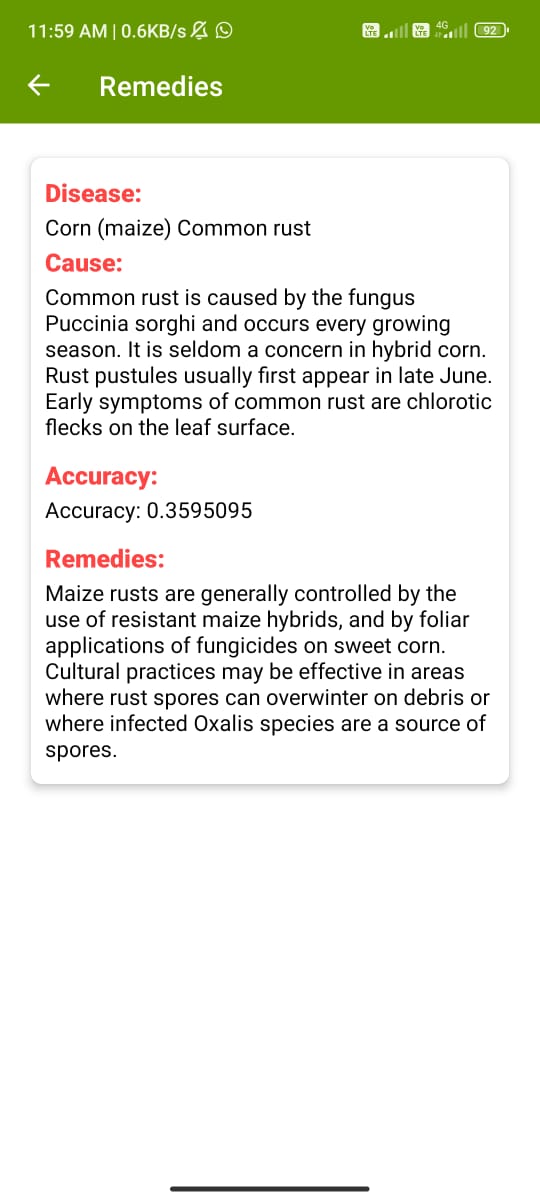 11:59 AM | 0.6KB/s
Vo LTE Vo LTE 4G 92
Remedies
Disease:
Corn (maize) Common rust
Cause:
Common rust is caused by the fungus
Puccinia sorghi and occurs every growing
season. It is seldom a concern in hybrid corn.
Rust pustules usually first appear in late June.
Early symptoms of common rust are chlorotic
flecks on the leaf surface.
Accuracy:
Accuracy: 0.3595095
Remedies:
Maize rusts are generally controlled by the
use of resistant maize hybrids, and by foliar
applications of fungicides on sweet corn.
Cultural practices may be effective in areas
where rust spores can overwinter on debris or
where infected Oxalis species are a source of
spores.